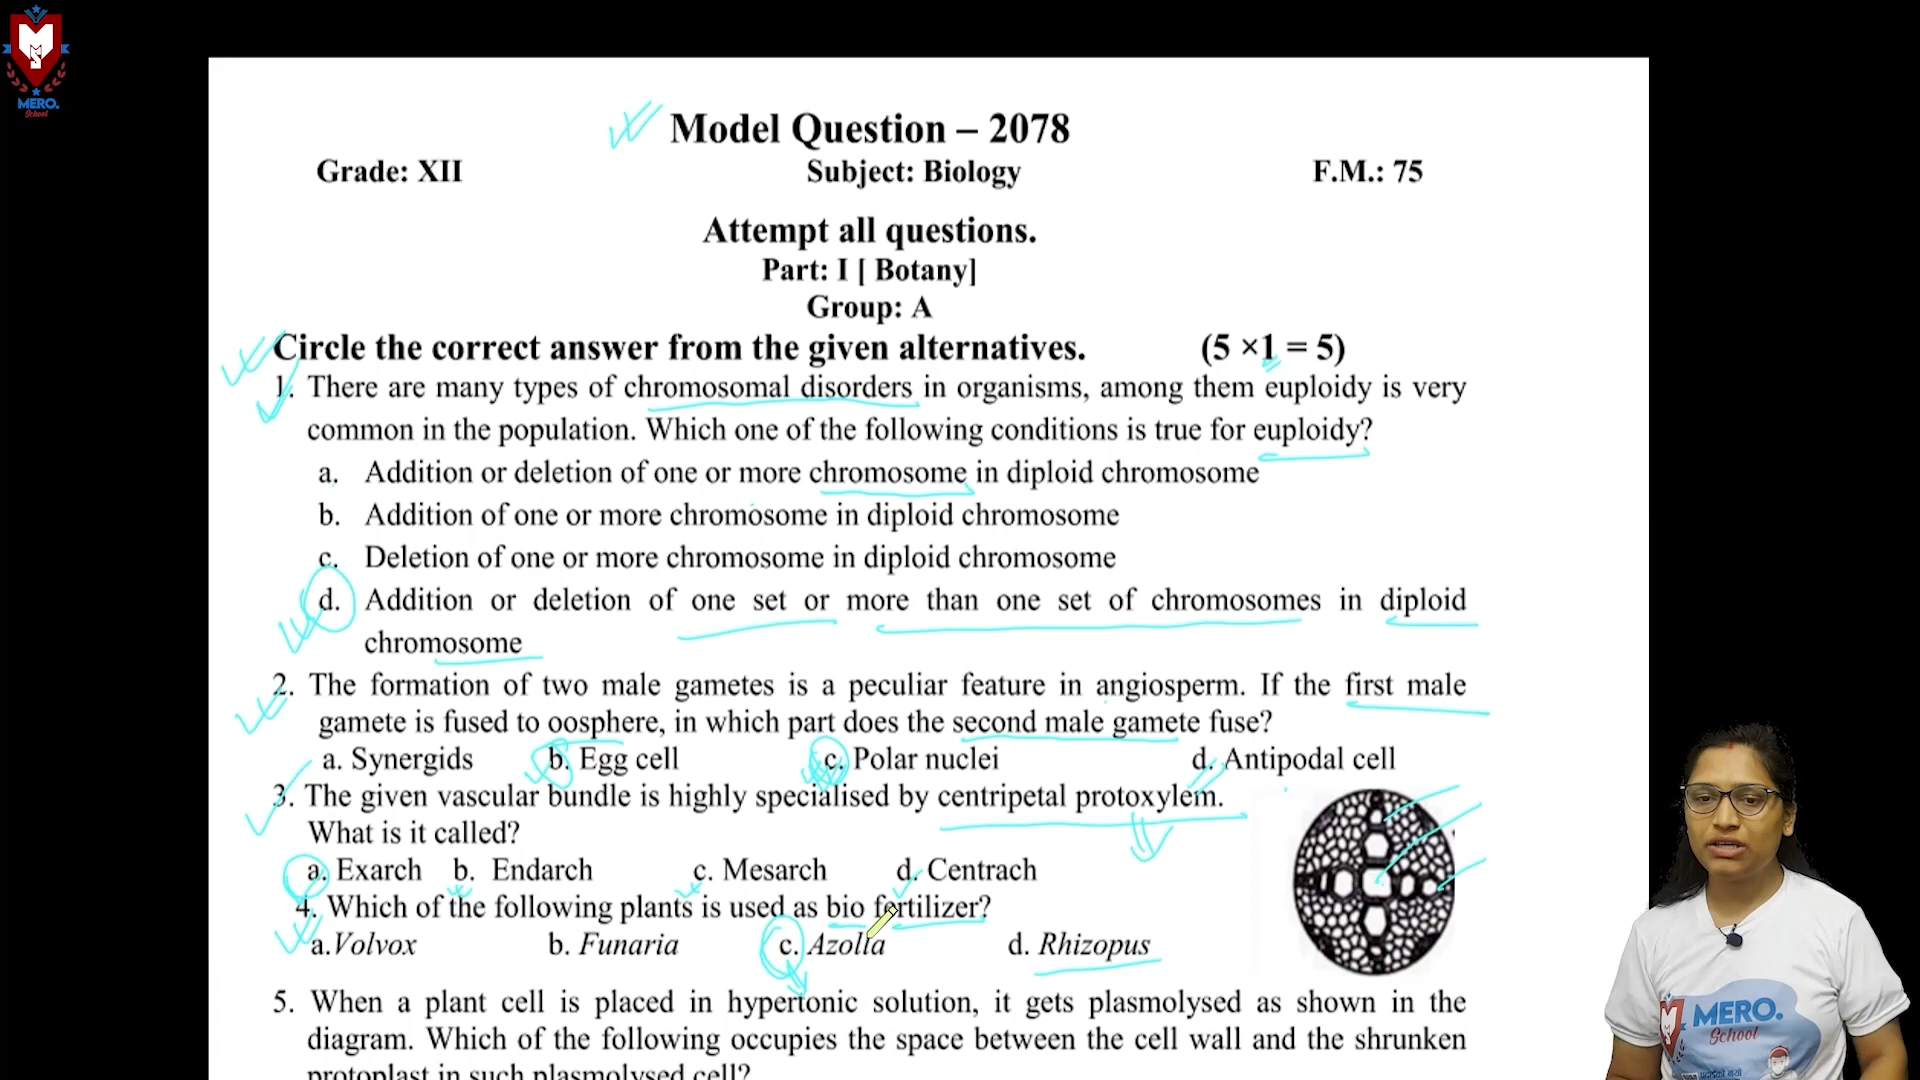 MERO.
School
Model Question – 2078
Grade: XII Subject: Biology F.M.: 75
Attempt all questions.
Part: I [ Botany]
Group: A
Circle the correct answer from the given alternatives. (5 ×1 = 5)
1. There are many types of chromosomal disorders in organisms, among them euploidy is very
common in the population. Which one of the following conditions is true for euploidy?
a. Addition or deletion of one or more chromosome in diploid chromosome
b. Addition of one or more chromosome in diploid chromosome
c. Deletion of one or more chromosome in diploid chromosome
d. Addition or deletion of one set or more than one set of chromosomes in diploid
chromosome
2. The formation of two male gametes is a peculiar feature in angiosperm. If the first male
gamete is fused to oosphere, in which part does the second male gamete fuse?
a. Synergids b. Egg cell c. Polar nuclei d. Antipodal cell
3. The given vascular bundle is highly specialised by centripetal protoxylem.
What is it called?
a. Exarch b. Endarch c. Mesarch d. Centrach
4. Which of the following plants is used as bio fertilizer?
a.Volvox b. Funaria c. Azolla d. Rhizopus
5. When a plant cell is placed in hypertonic solution, it gets plasmolysed as shown in the
diagram. Which of the following occupies the space between the cell wall and the shrunken
protoplast in such plasmolysed cell?
MERO.
School